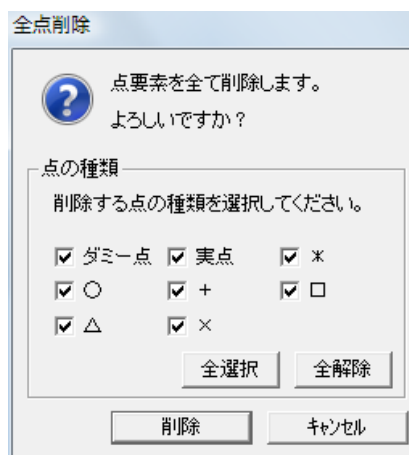 全点削除
点要素を全て削除します。
よろしいですか？
点の種類
削除する点の種類を選択してください。
ダミー点 実点 ＊
○ + □
△ ×
全選択 全解除
削除 ｷｬﾝｾﾙ